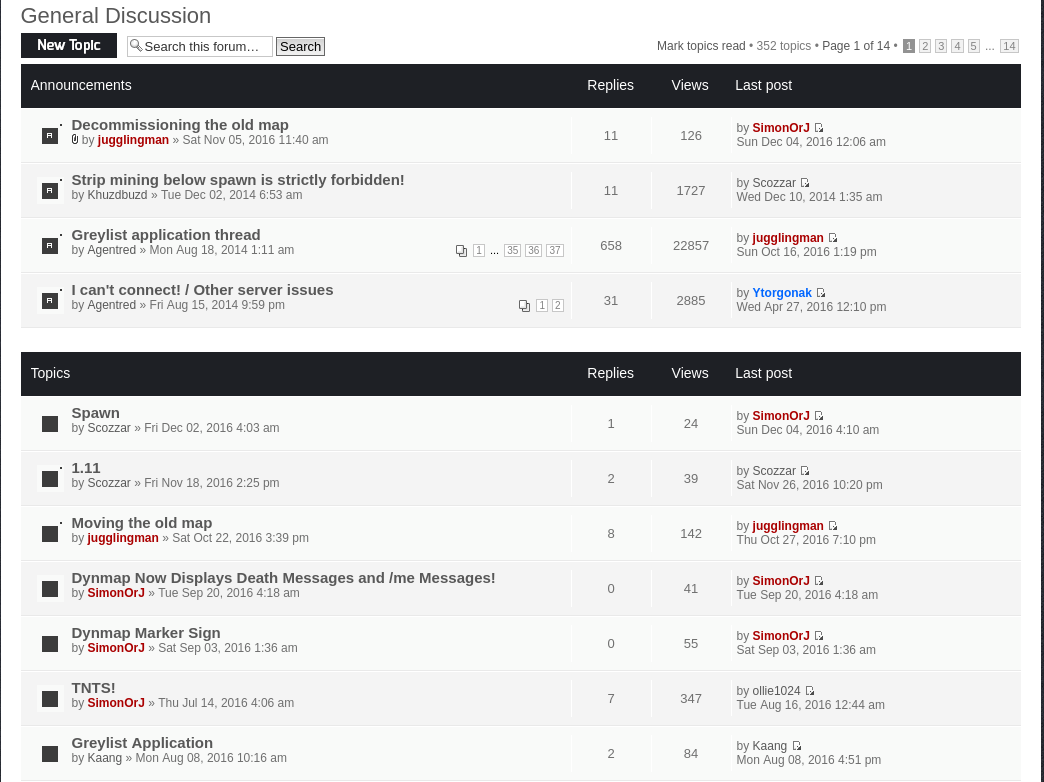 General Discussion
New Topic Search this forum… Search Mark topics read • 352 topics • Page 1 of 14 • 1 2 3 4 5 ... 14
Announcements Replies Views Last post
Decommissioning the old map
by jugglingman » Sat Nov 05, 2016 11:40 am 11 126 by SimonOrJ
Sun Dec 04, 2016 12:06 am
Strip mining below spawn is strictly forbidden!
by Khuzdbuzd » Tue Dec 02, 2014 6:53 am 11 1727 by Scozzar
Wed Dec 10, 2014 1:35 am
Greylist application thread
by Agentred » Mon Aug 18, 2014 1:11 am 1 ... 35 36 37 658 22857 by jugglingman
Sun Oct 16, 2016 1:19 pm
I can't connect! / Other server issues
by Agentred » Fri Aug 15, 2014 9:59 pm 1 2 31 2885 by Ytorgonak
Wed Apr 27, 2016 12:10 pm
Topics Replies Views Last post
Spawn
by Scozzar » Fri Dec 02, 2016 4:03 am 1 24 by SimonOrJ
Sun Dec 04, 2016 4:10 am
1.11
by Scozzar » Fri Nov 18, 2016 2:25 pm 2 39 by Scozzar
Sat Nov 26, 2016 10:20 pm
Moving the old map
by jugglingman » Sat Oct 22, 2016 3:39 pm 8 142 by jugglingman
Thu Oct 27, 2016 7:10 pm
Dynmap Now Displays Death Messages and /me Messages!
by SimonOrJ » Tue Sep 20, 2016 4:18 am 0 41 by SimonOrJ
Tue Sep 20, 2016 4:18 am
Dynmap Marker Sign
by SimonOrJ » Sat Sep 03, 2016 1:36 am 0 55 by SimonOrJ
Sat Sep 03, 2016 1:36 am
TNTS!
by SimonOrJ » Thu Jul 14, 2016 4:06 am 7 347 by ollie1024
Tue Aug 16, 2016 12:44 am
Greylist Application
by Kaang » Mon Aug 08, 2016 10:16 am 2 84 by Kaang
Mon Aug 08, 2016 4:51 pm